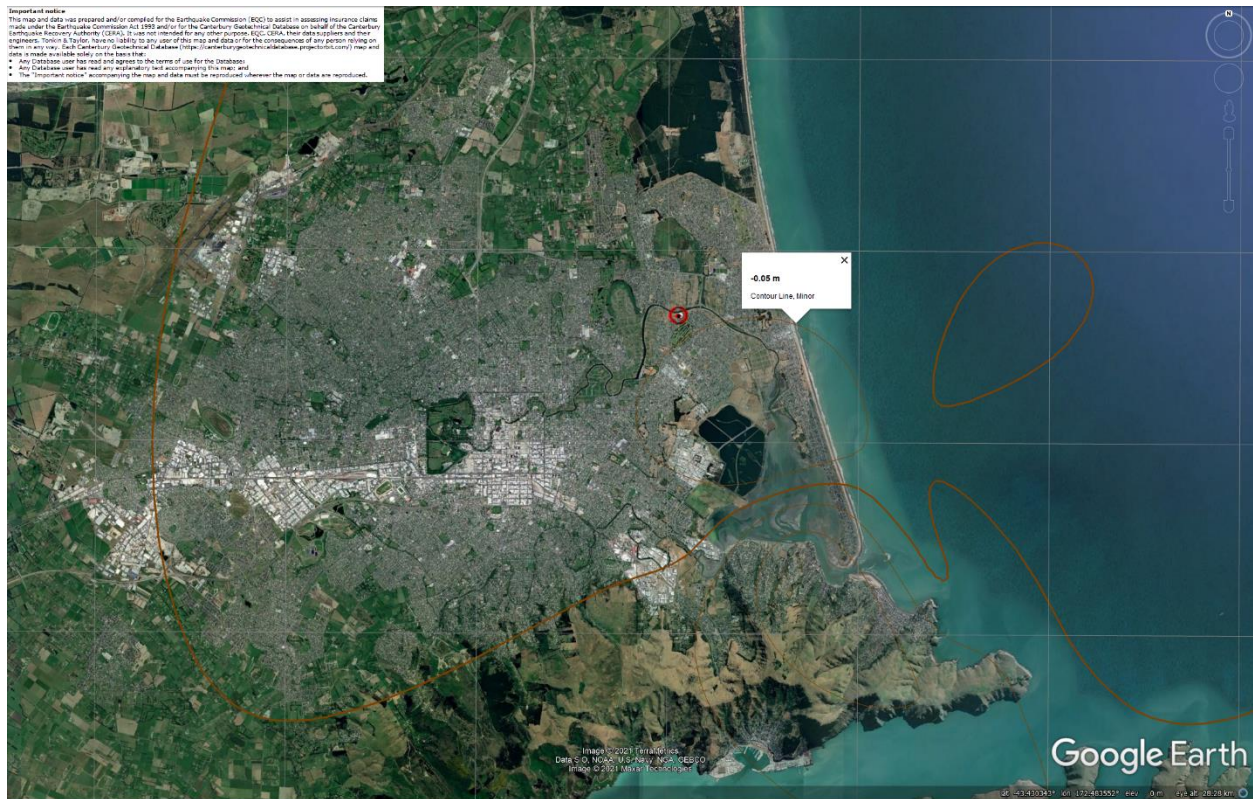 Important notice
This map and data was prepared and/or compiled for the Earthquake Commission (EQC) to assist in assessing insurance claims
made under the Earthquake Commission Act 1993 and/or for the Canterbury Geotechnical Database on behalf of the Canterbury
Earthquake Recovery Authority (CERA). It was not intended for any other purpose. EQC, CERA, their data suppliers and their
engineers, Tonkin & Taylor, have no liability to any user of this map and data or for the consequences of any person relying on
them in any way. Each Canterbury Geotechnical Database (https://canterburygeotechnicaldatabase.projectorbit.com/) map and
data is made available solely on the basis that:
• Any Database user has read and agrees to the terms of use for the Database;
• Any Database user has read any explanatory text accompanying this map; and
• The "Important notice" accompanying the map and data must be reproduced wherever the map or data are reproduced.
N
-0.05 m
Contour Line, Minor
Image © 2021 TerraMetrics
Data SIO, NOAA, U.S. Navy, NGA, GEBCO
Image © 2021 Maxar Technologies
Google Earth
lat -43.430343° lon 172.483552° elev 0 m eye alt 28.28 km